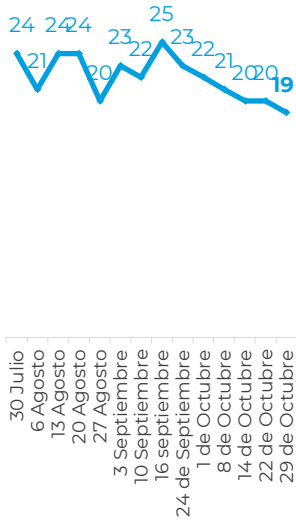 24
21
24
24
20
23
22
25
23
22
21
20
20
19
30 Julio
6 Agosto
13 Agosto
20 Agosto
27 Agosto
3 Septiembre
10 Septiembre
16 septiembre
24 de Septiembre
1 de Octubre
8 de Octubre
14 de Octubre
22 de Octubre
29 de Octubre